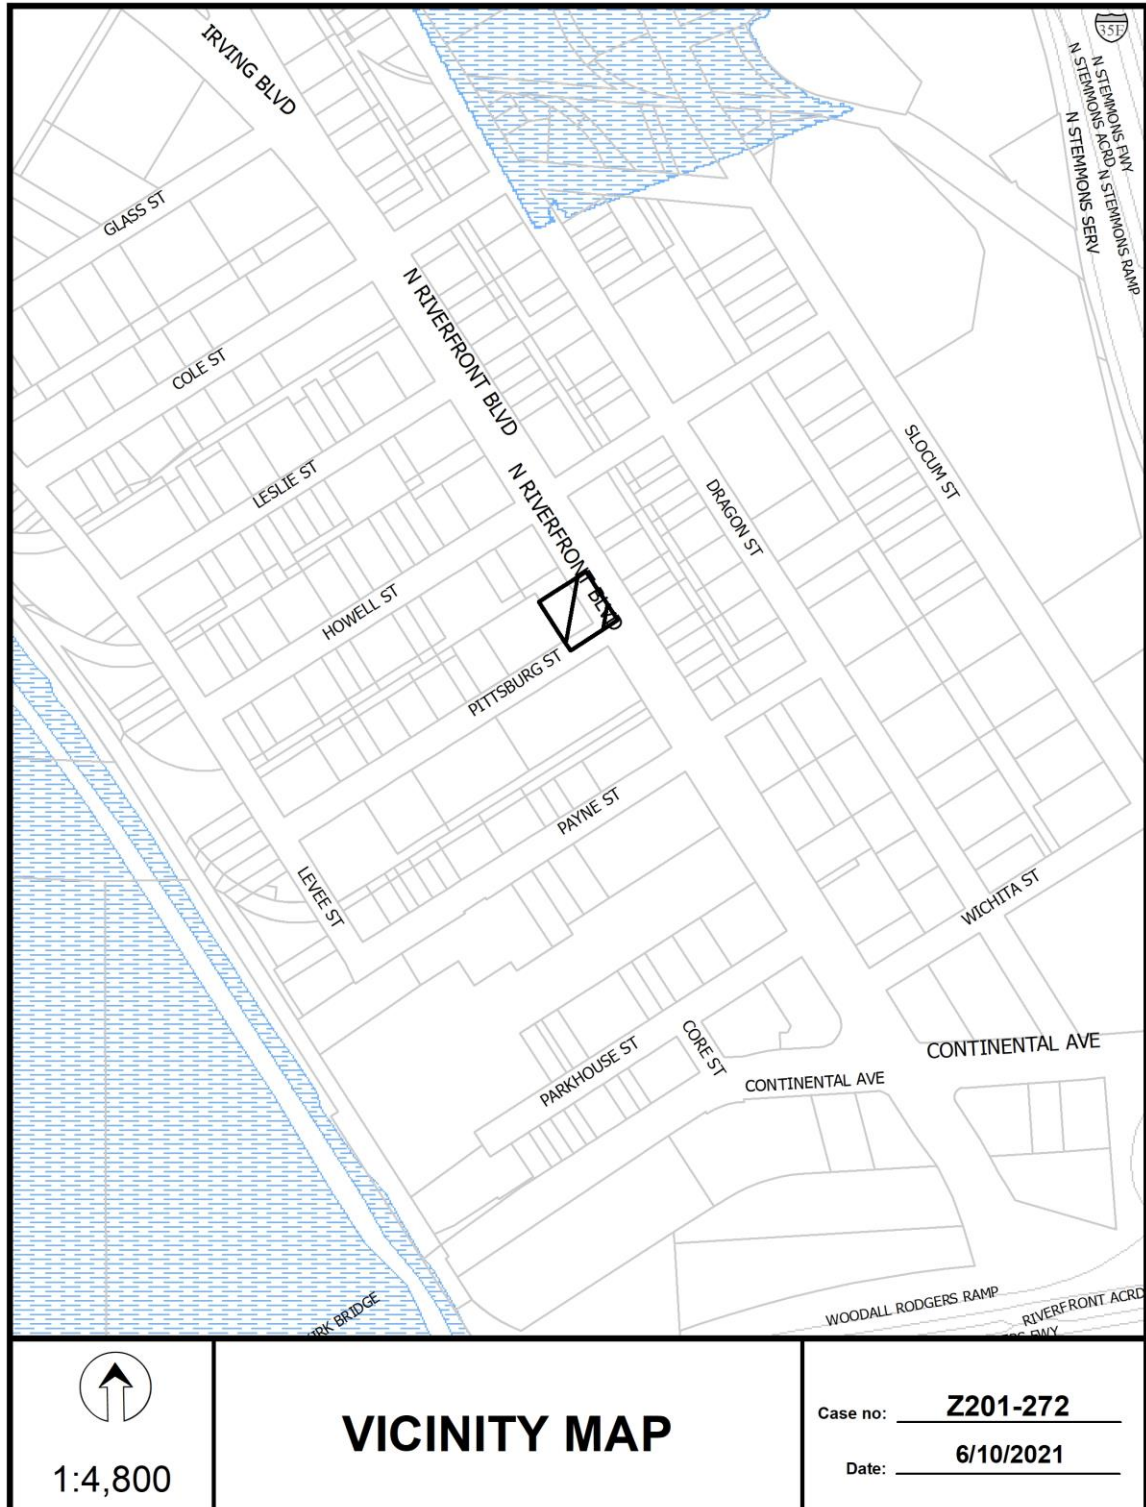 IRVING BLVD
35E
N STEMMONS FWY
N STEMMONS ACRD
N STEMMONS RAMP
N STEMMONS SERV
GLASS ST
N RIVERFRONT BLVD
COLE ST
SLOCUM ST
LESLIE ST
N RIVERFRONT BLVD
DRAGON ST
HOWELL ST
PITTSBURG ST
PAYNE ST
LEVEE ST
WICHITA ST
CORE ST
CONTINENTAL AVE
PARKHOUSE ST
CONTINENTAL AVE
BRIDGE
WOODALL RODGERS RAMP
RIVERFRONT ACRD
FWY
1:4,800
VICINITY MAP
Case no: Z201-272
Date: 6/10/2021